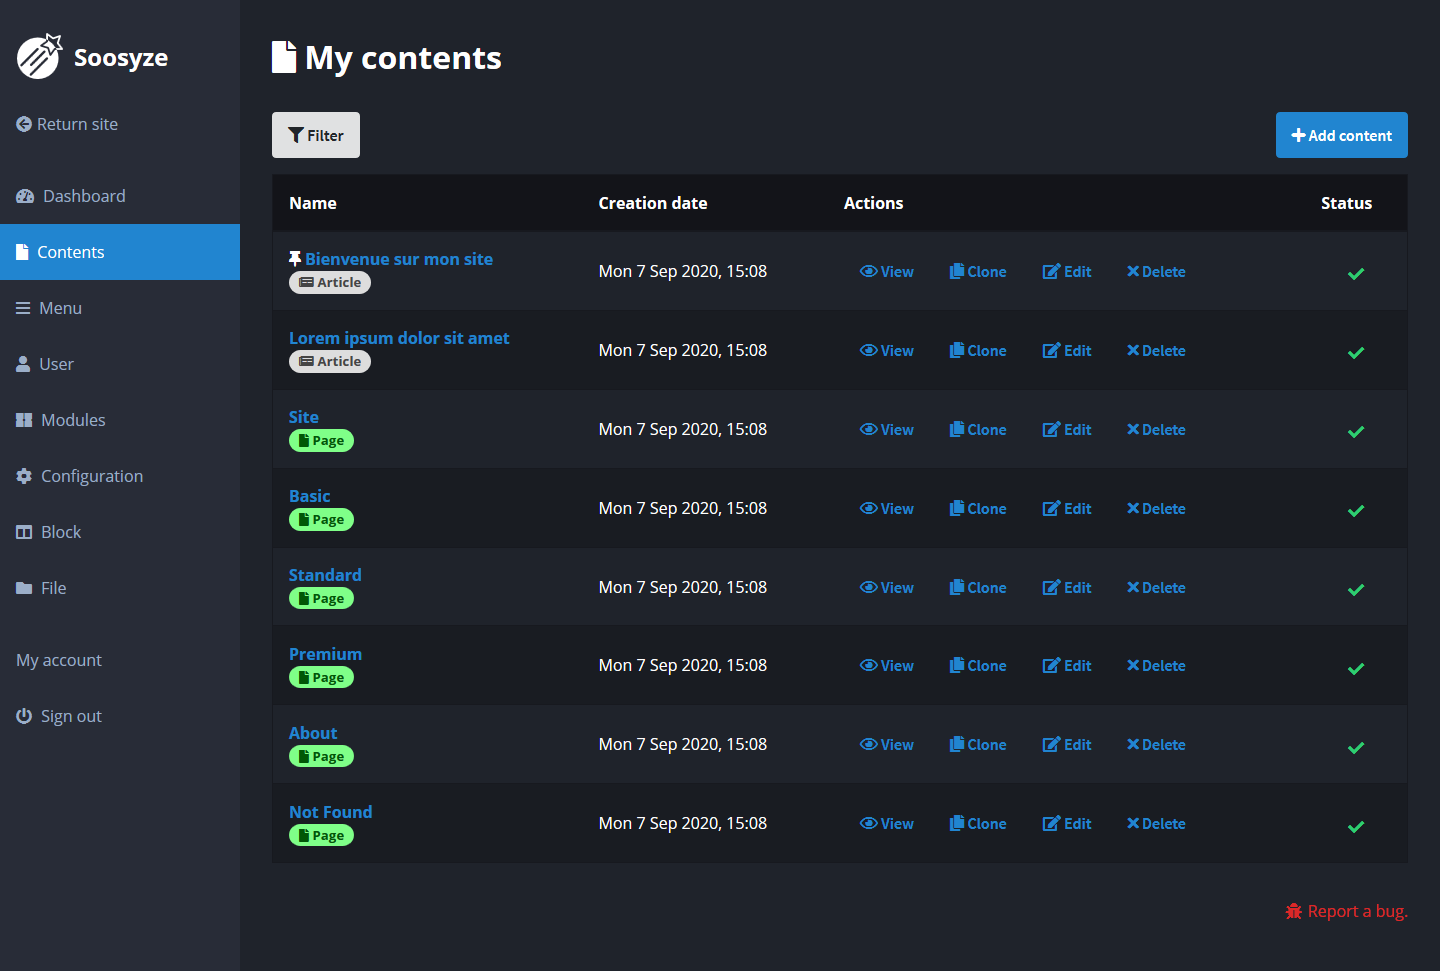 Soosyze
Return site
Dashboard
Contents
Menu
User
Modules
Configuration
Block
File
My account
Sign out
My contents
Filter
Add content
Name Creation date Actions Status
Bienvenue sur mon site
Article
Mon 7 Sep 2020, 15:08 View Clone Edit Delete
Lorem ipsum dolor sit amet
Article
Mon 7 Sep 2020, 15:08 View Clone Edit Delete
Site
Page
Mon 7 Sep 2020, 15:08 View Clone Edit Delete
Basic
Page
Mon 7 Sep 2020, 15:08 View Clone Edit Delete
Standard
Page
Mon 7 Sep 2020, 15:08 View Clone Edit Delete
Premium
Page
Mon 7 Sep 2020, 15:08 View Clone Edit Delete
About
Page
Mon 7 Sep 2020, 15:08 View Clone Edit Delete
Not Found
Page
Mon 7 Sep 2020, 15:08 View Clone Edit Delete
Report a bug.